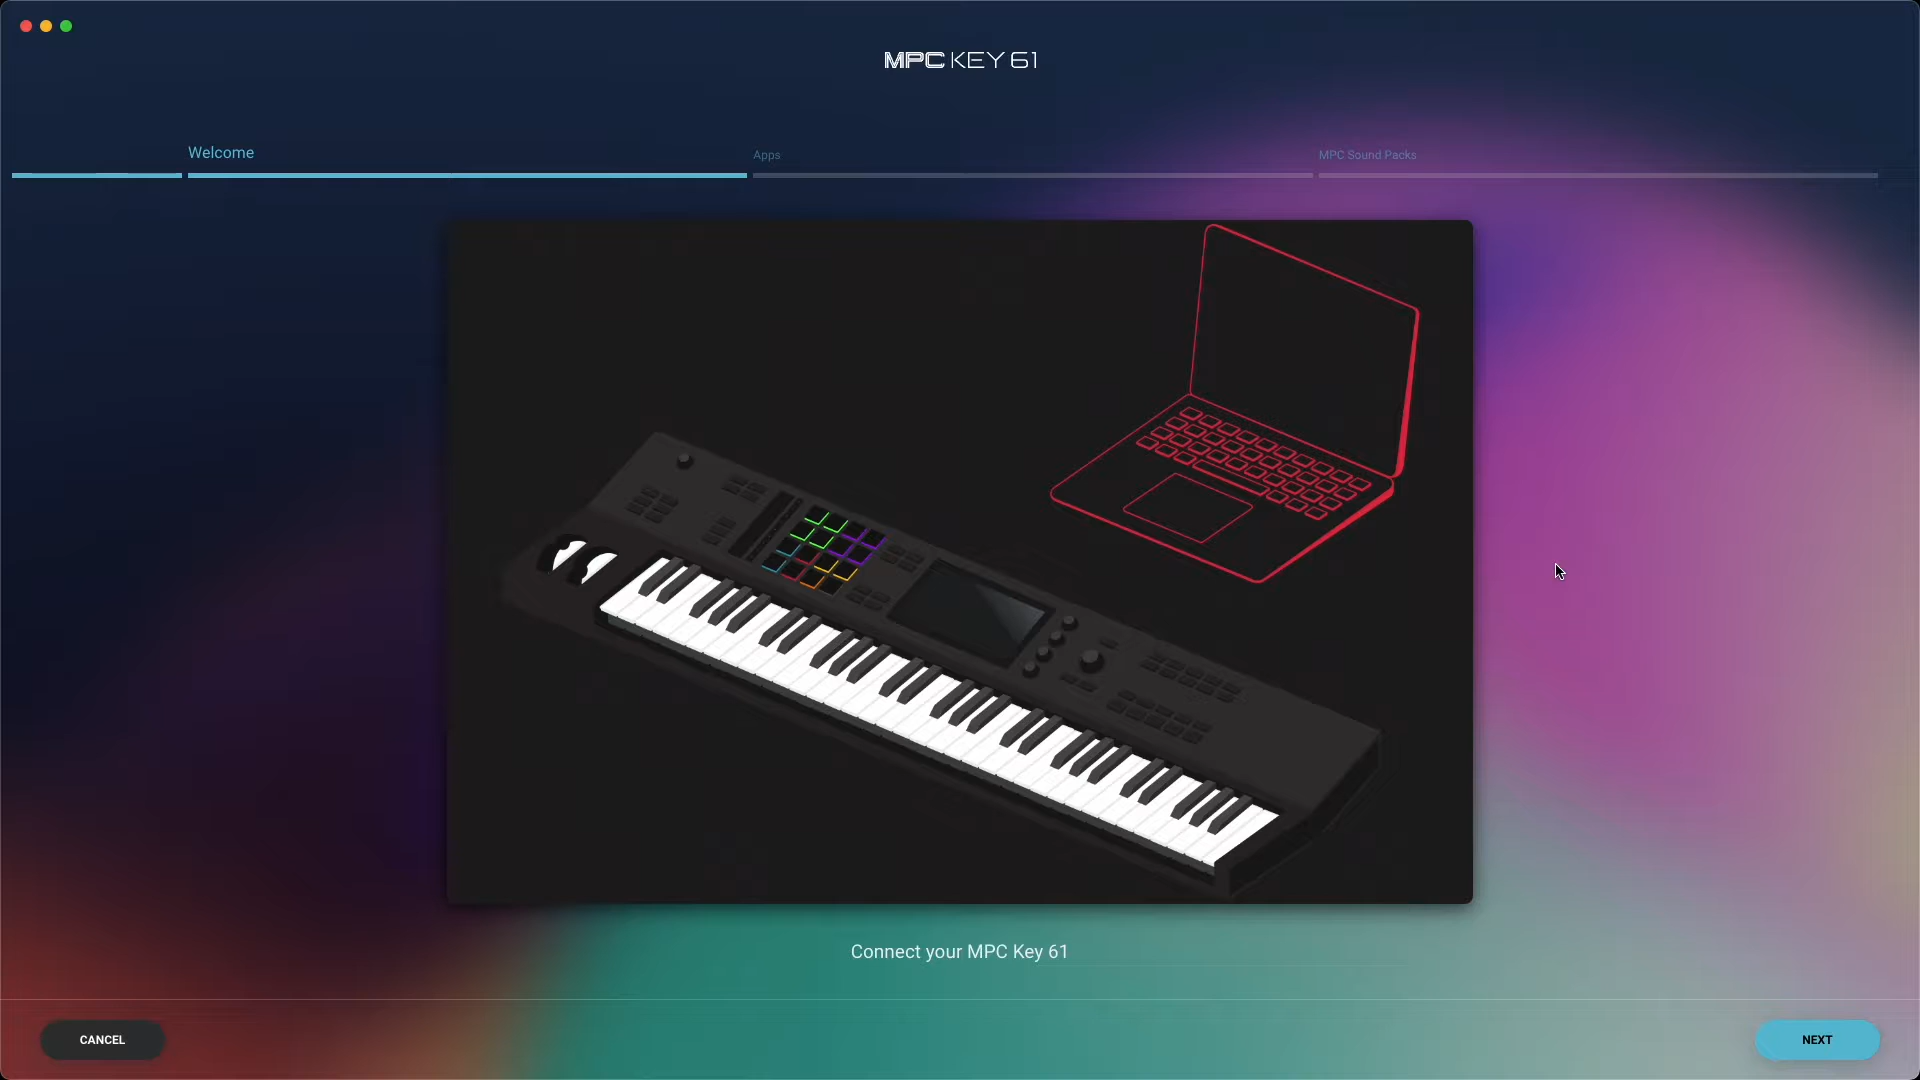 MPC KEY 61
Welcome
Apps
MPC Sound Packs
Connect your MPC Key 61
CANCEL
NEXT